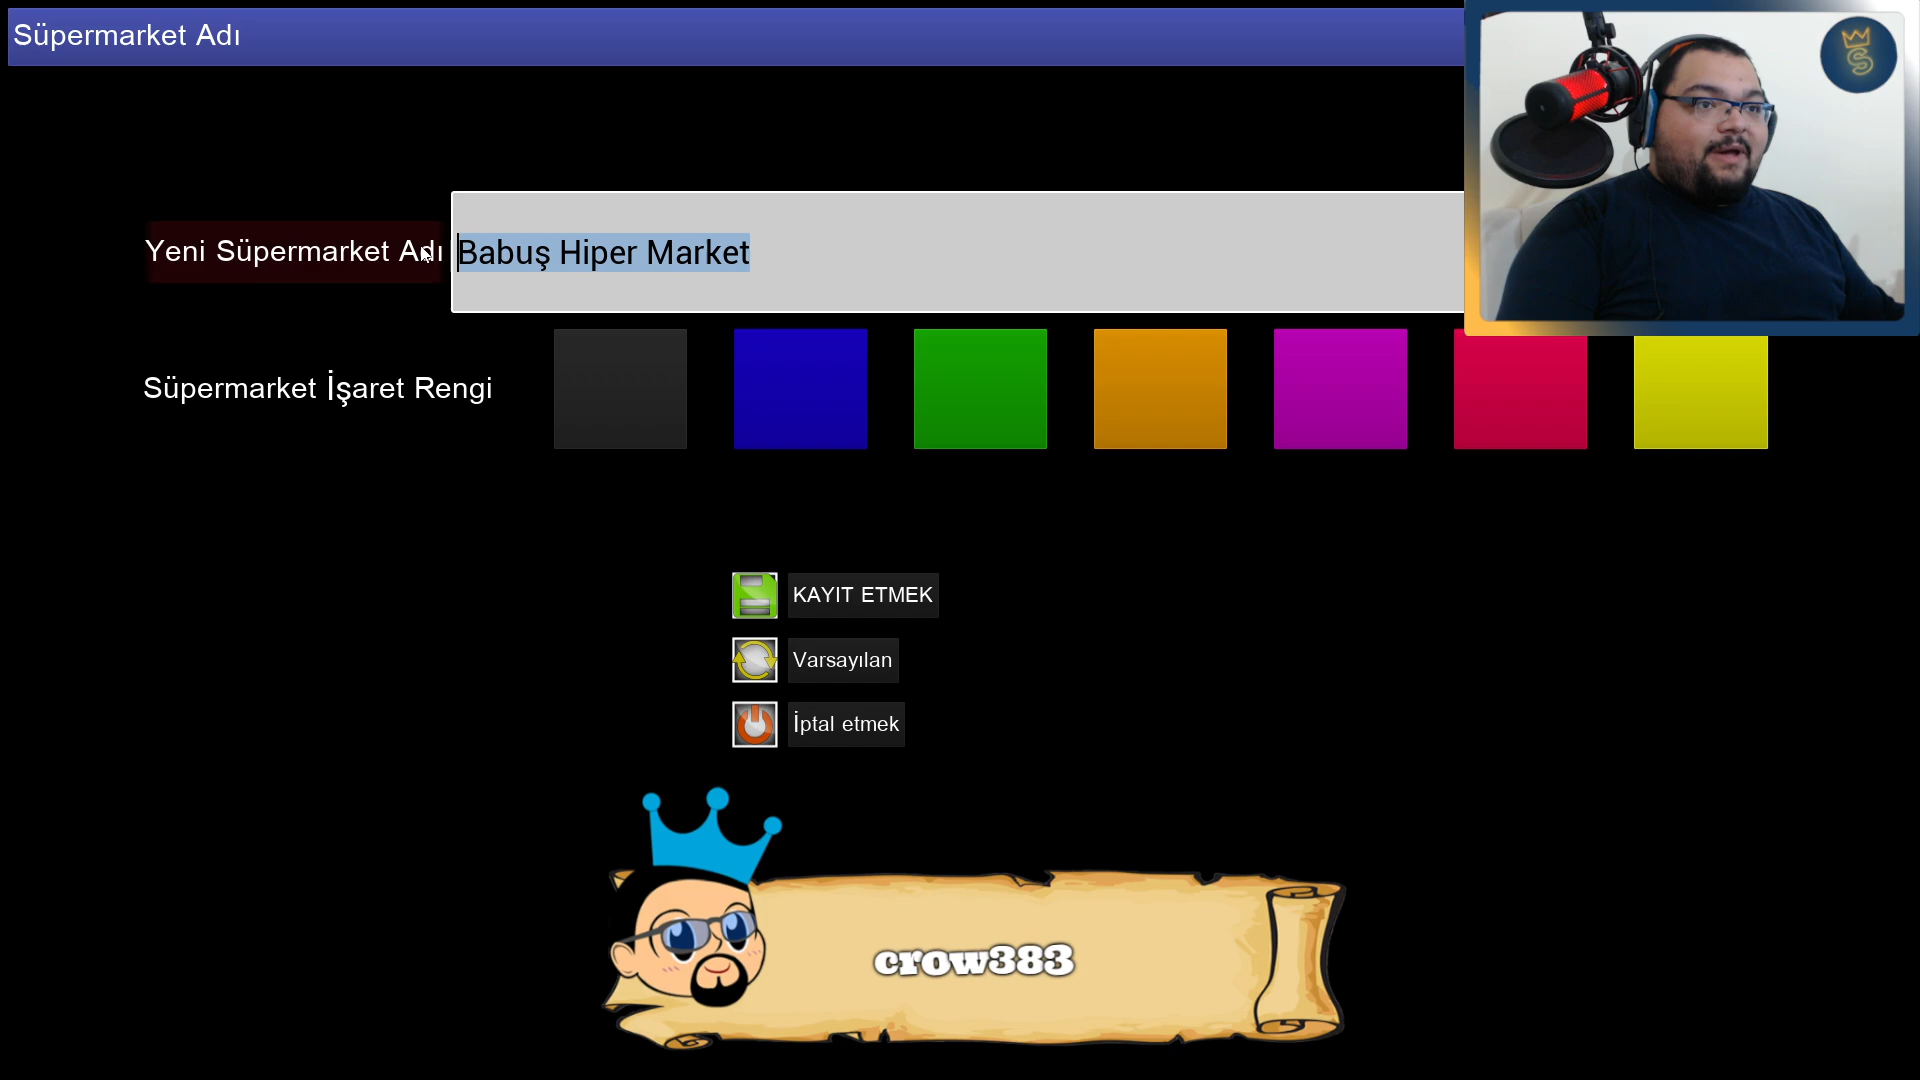 Süpermarket Adı
Yeni Süpermarket Adı
Babuş Hiper Market
Süpermarket İşaret Rengi
KAYIT ETMEK
Varsayılan
İptal etmek
crow383